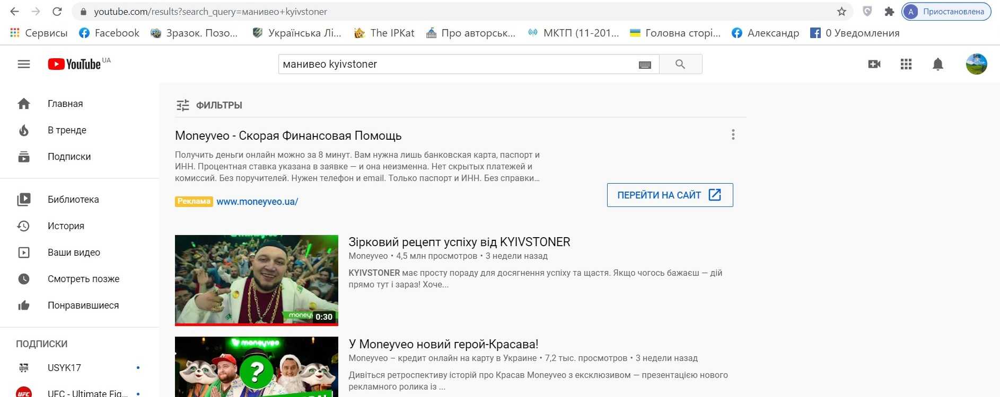 youtube.com/results?search_query=манивео+kyivstoner
А Приостановлена
Сервисы Facebook Зразок. Позо... Українська Лі... The IPKat Про авторськ... МКТП (11-201... Головна сторі... Александр 0 Уведомления
YouTube UA
манивео kyivstoner
Главная
В тренде
Подписки
Библиотека
История
Ваши видео
Смотреть позже
Понравившиеся
ПОДПИСКИ
USYK17
UFC - Ultimate Fig...
ФИЛЬТРЫ
Moneyveo - Скорая Финансовая Помощь
Получить деньги онлайн можно за 8 минут. Вам нужна лишь банковская карта, паспорт и
ИНН. Процентная ставка указана в заявке — и она неизменна. Нет скрытых платежей и
комиссий. Без поручителей. Нужен телефон и email. Только паспорт и ИНН. Без справки...
Реклама www.moneyveo.ua/
ПЕРЕЙТИ НА САЙТ
0:30
Зірковий рецепт успіху від KYIVSTONER
Moneyveo • 4,5 млн просмотров • 3 недели назад
KYIVSTONER має просту пораду для досягнення успіху та щастя. Якщо чогось бажаєш — дій
прямо тут і зараз! Хоче...
moneyveo
?
У Moneyveo новий герой-Красава!
Moneyveo – кредит онлайн на карту в Украине • 7,2 тыс. просмотров • 3 недели назад
Дивіться ретроспективу історій про Красав Moneyveo з ексклюзивом — презентацією нового
рекламного ролика із ...